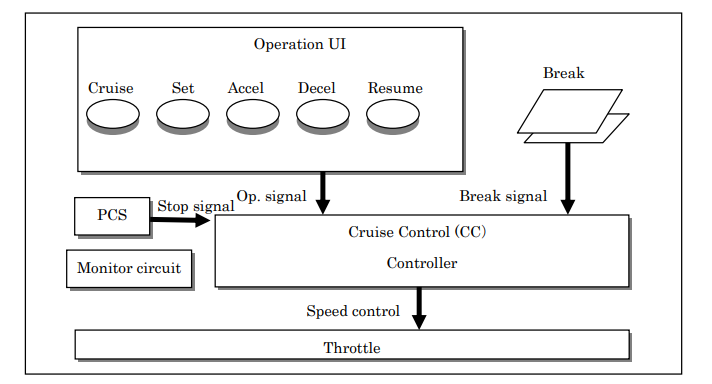 Operation UI
Cruise Set Accel Decel Resume
Break
Op. signal
Break signal
PCS
Stop signal
Cruise Control (CC)
Controller
Monitor circuit
Speed control
Throttle